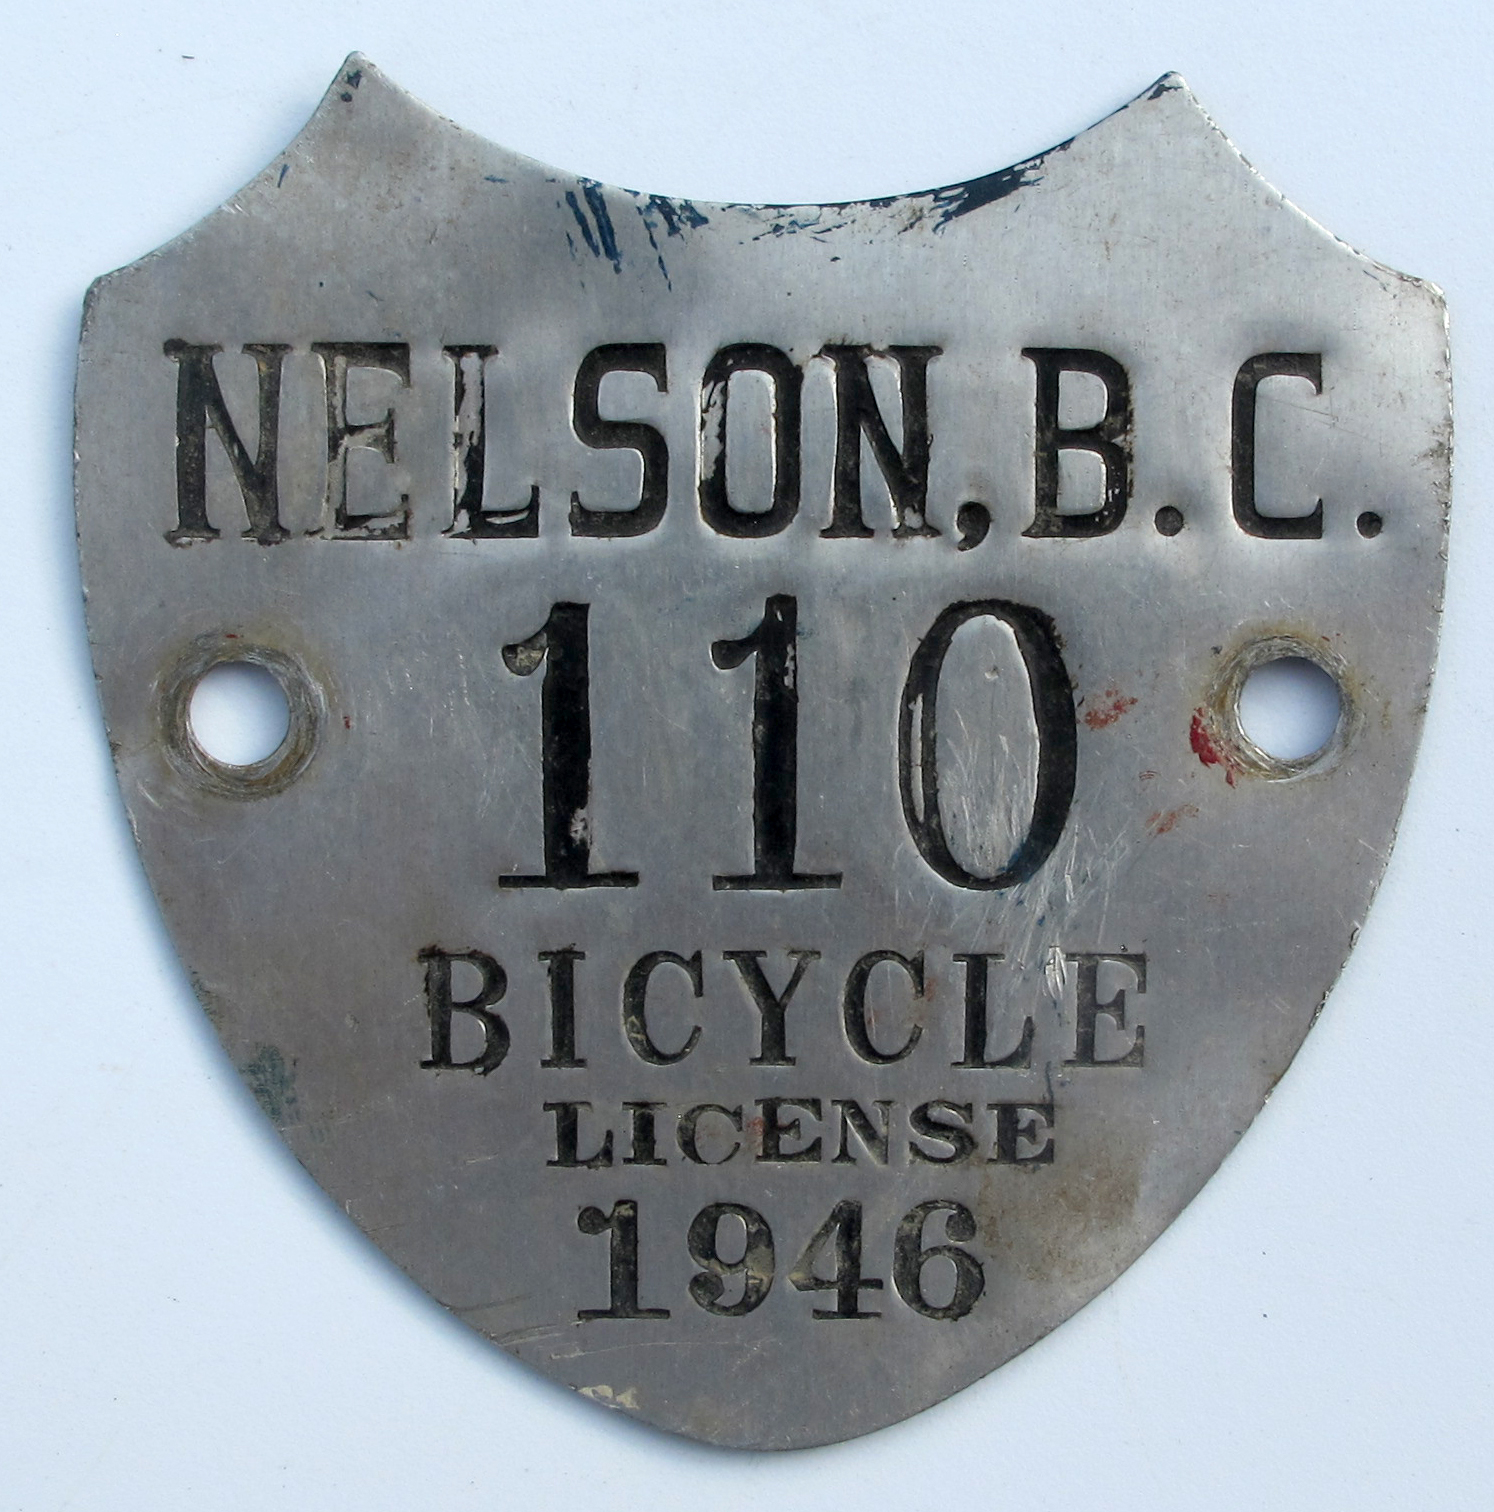 NELSON, B.C.
110
BICYCLE
LICENSE
1946